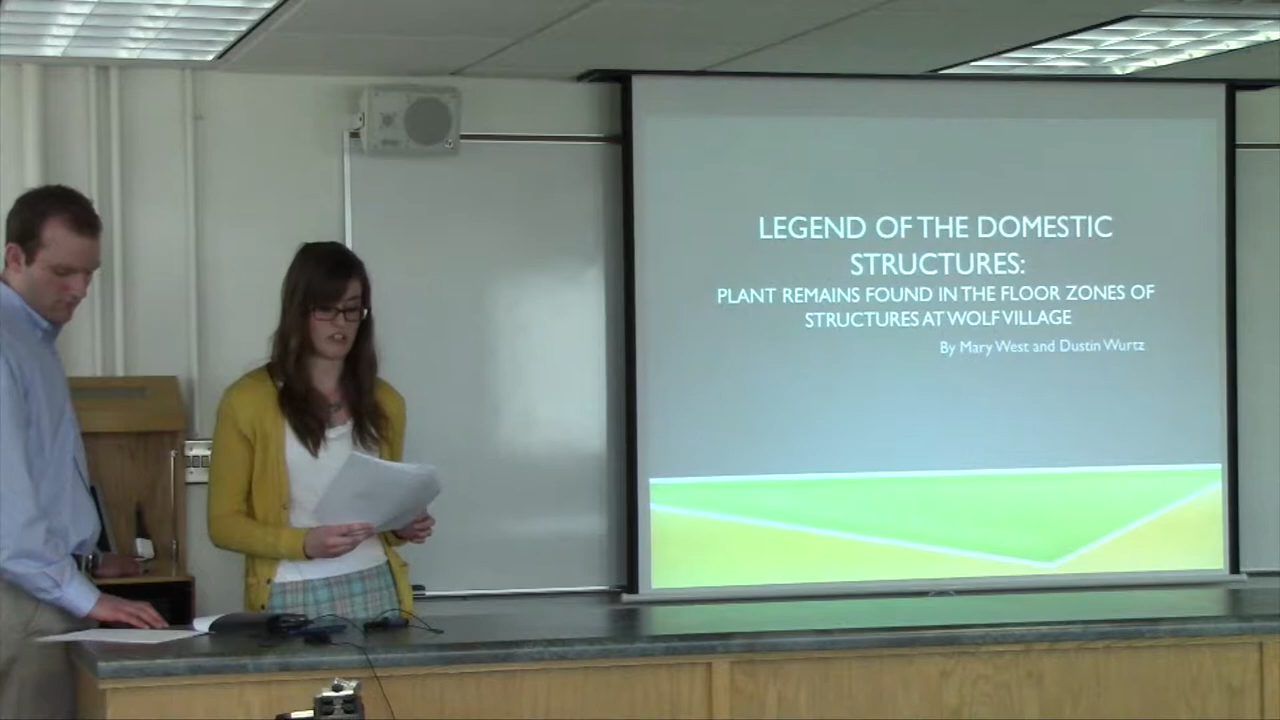 LEGEND OF THE DOMESTIC
STRUCTURES:
PLANT REMAINS FOUND IN THE FLOOR ZONES OF
STRUCTURES AT WOLF VILLAGE
By Mary West and Dustin Wurtz